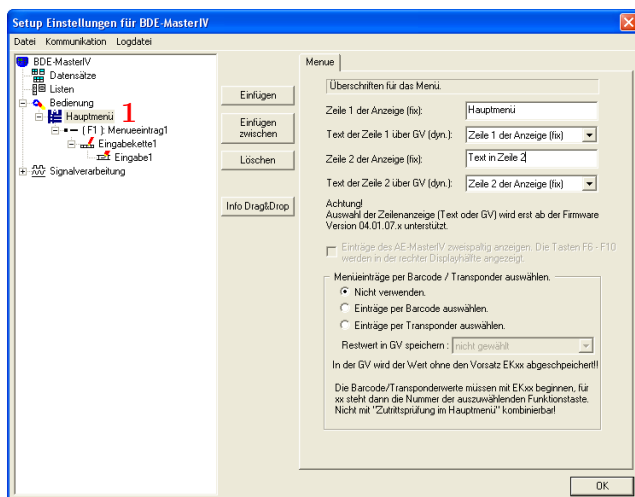 Setup Einstellungen für BDE-MasterIV
Datei Kommunikation Logdatei
BDE-MasterIV
Datensätze
Listen
Bedienung
Hauptmenü 1
( F1 ): Menueeintrag1
Eingabekette1
Eingabe1
Signalverarbeitung
Einfügen
Einfügen
zwischen
Löschen
Info Drag&Drop
Menue
Überschriften für das Menü.
Zeile 1 der Anzeige (fix): Hauptmenü
Text der Zeile 1 über GV (dyn.): Zeile 1 der Anzeige (fix)
Zeile 2 der Anzeige (fix): Text in Zeile 2
Text der Zeile 2 über GV (dyn.): Zeile 2 der Anzeige (fix)
Achtung!
Auswahl der Zeilenanzeige (Text oder GV) wird erst ab der Firmware
Version 04.01.07.x unterstützt.
Einträge des AE-MasterIV zweispaltig anzeigen. Die Tasten F6 - F10
werden in der rechter Displayhälfte angezeigt.
Menüeinträge per Barcode / Transponder auswählen.
Nicht verwenden.
Einträge per Barcode auswählen.
Einträge per Transponder auswählen.
Restwert in GV speichern : nicht gewählt
In der GV wird der Wert ohne den Vorsatz EKxx abgeschpeichert!!
Die Barcode/Transponderwerte müssen mit EKxx beginnen, für
xx steht dann die Nummer der auszuwählenden Funktionstaste.
Nicht mit "Zutrittsprüfung im Hauptmenü" kombinierbar!
OK